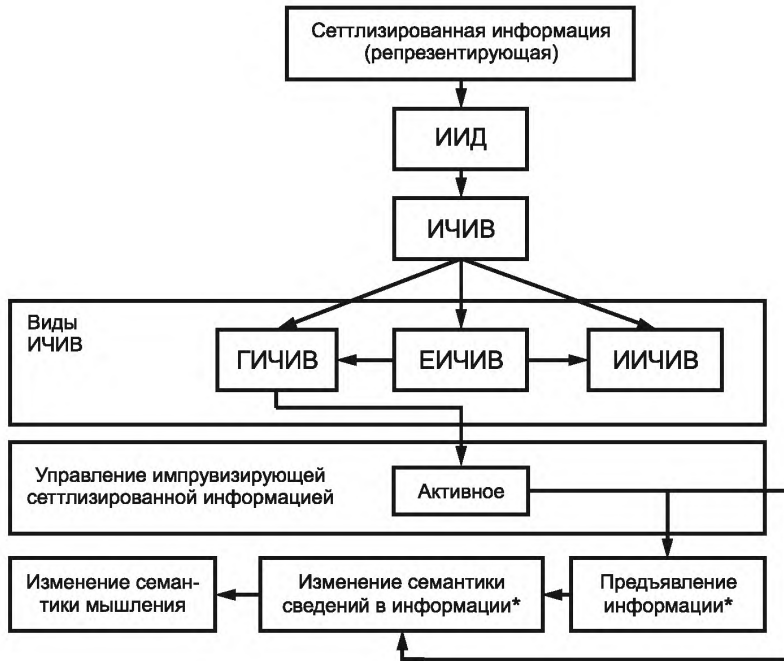 Сеттлизированная информация
(репрезентирующая)
ИИД
ИЧИВ
Виды
ИЧИВ
ГИЧИВ
ЕИЧИВ
ИИЧИВ
Управление импрувизирующей
сеттлизированной информацией
Активное
Изменение семан-
тики мышления
Изменение семантики
сведений в информации*
Предъявление
информации*